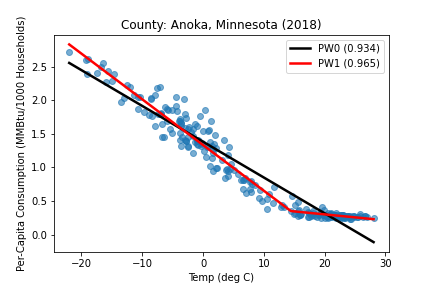 County: Anoka, Minnesota (2018)
PW0 (0.934)
PW1 (0.965)
Per-Capita Consumption (MMBtu/1000 Households)
2.5
2.0
1.5
1.0
0.5
0.0
−20 −10 0 10 20 30
Temp (deg C)